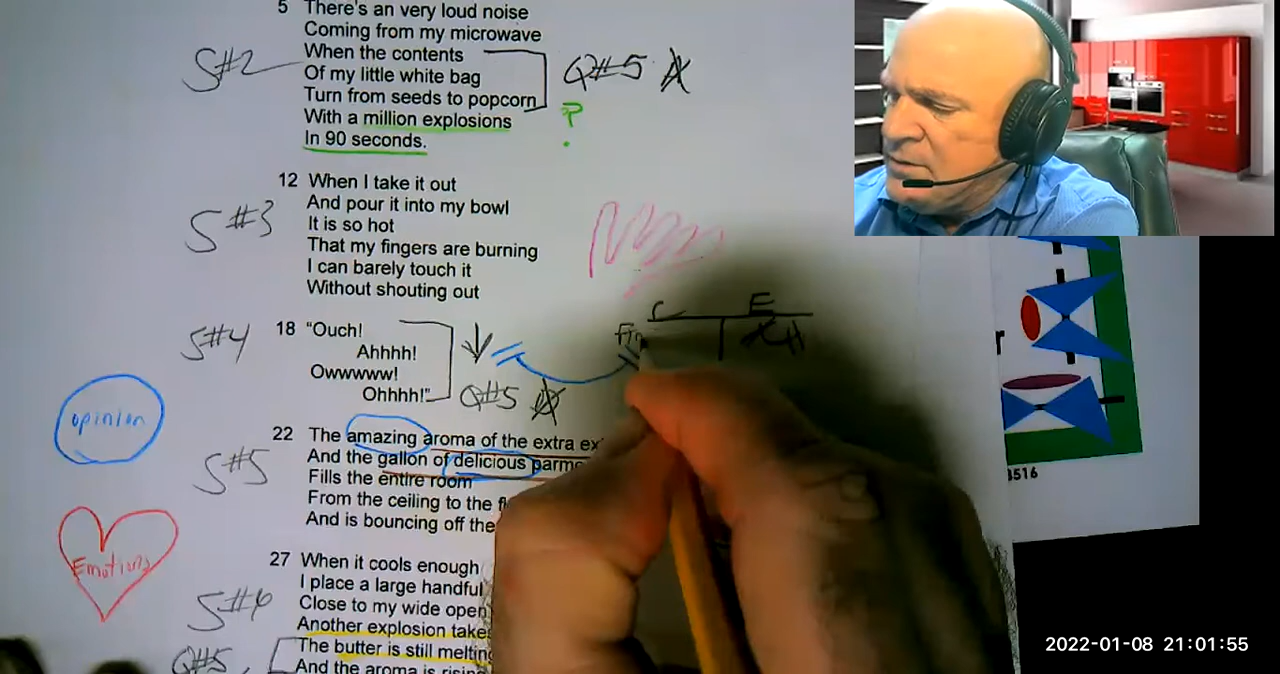 5 There's an very loud noise
Coming from my microwave
S#2 When the contents
Of my little white bag Q#5
Turn from seeds to popcorn
With a million explosions ?
In 90 seconds.
12 When I take it out
And pour it into my bowl
S#3 It is so hot
That my fingers are burning
I can barely touch it
Without shouting out
C E
S#4 18 "Ouch!
Ahhhh!
Owwwww!
Ohhhh!" Q#5
opinion
22 The amazing aroma of the extra
S#5 And the gallon of delicious
Fills the entire room
From the ceiling to the
And is bouncing off the
3516
Emotions
27 When it cools enough
I place a large handful
S#6 Close to my wide open
Another explosion
Q#5 The butter is still
And the aroma is
2022-01-08 21:01:55